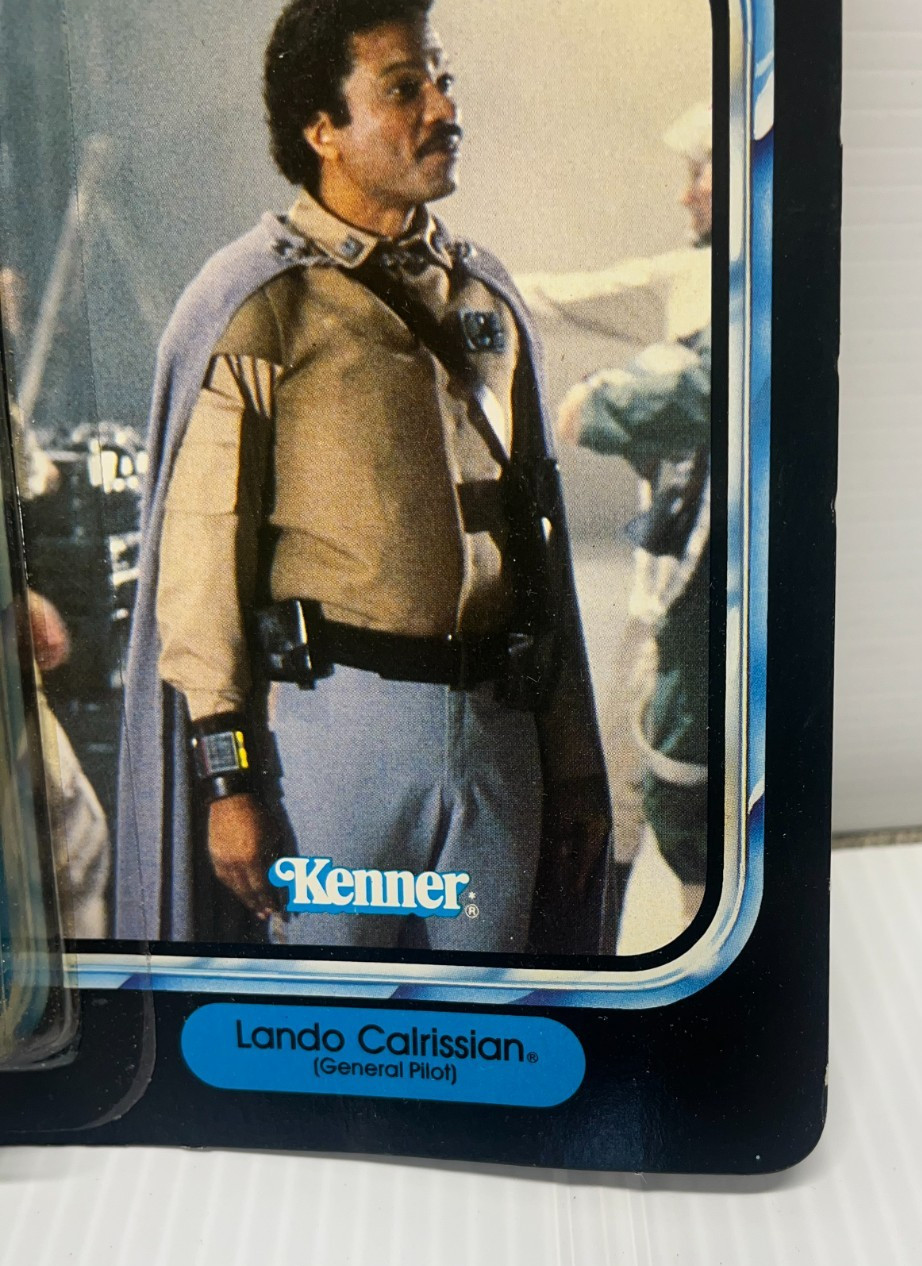 Kenner®
Lando Calrissian®
(General Pilot)